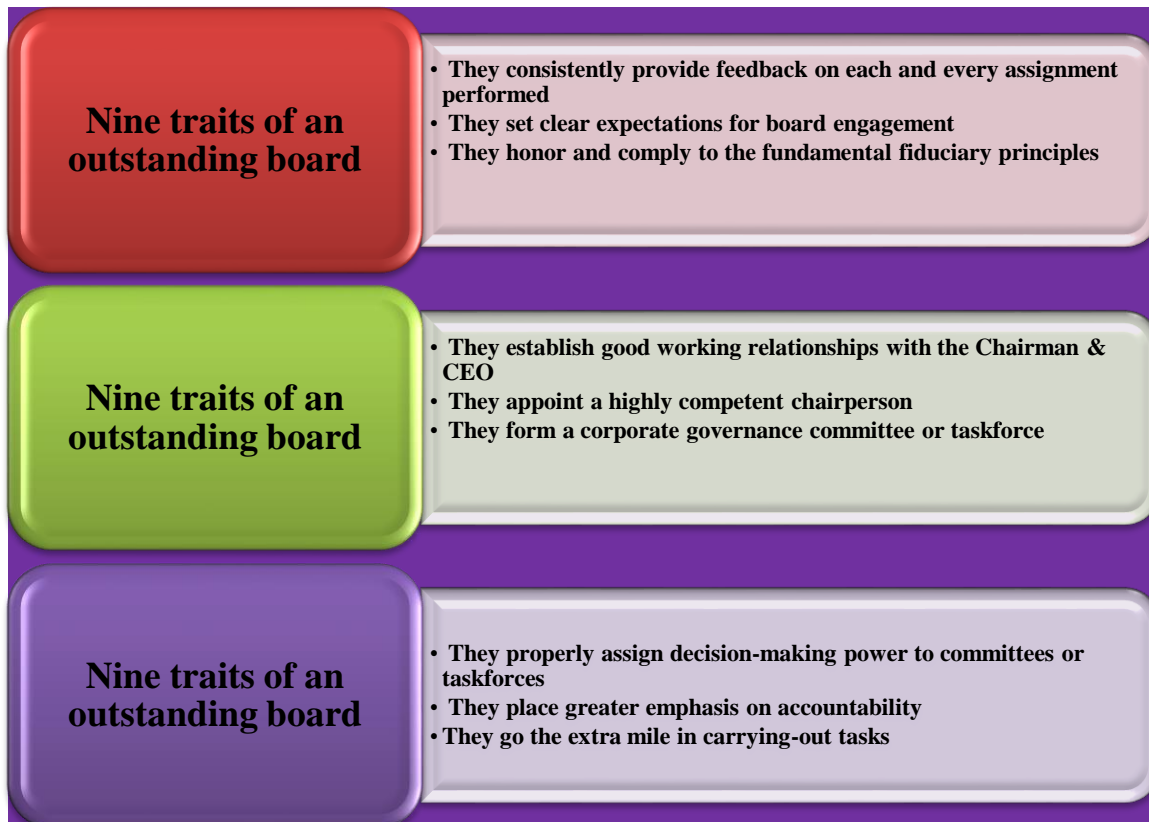 Nine traits of an
outstanding board
• They consistently provide feedback on each and every assignment
performed
• They set clear expectations for board engagement
• They honor and comply to the fundamental fiduciary principles
Nine traits of an
outstanding board
• They establish good working relationships with the Chairman &
CEO
• They appoint a highly competent chairperson
• They form a corporate governance committee or taskforce
Nine traits of an
outstanding board
• They properly assign decision-making power to committees or
taskforces
• They place greater emphasis on accountability
• They go the extra mile in carrying-out tasks